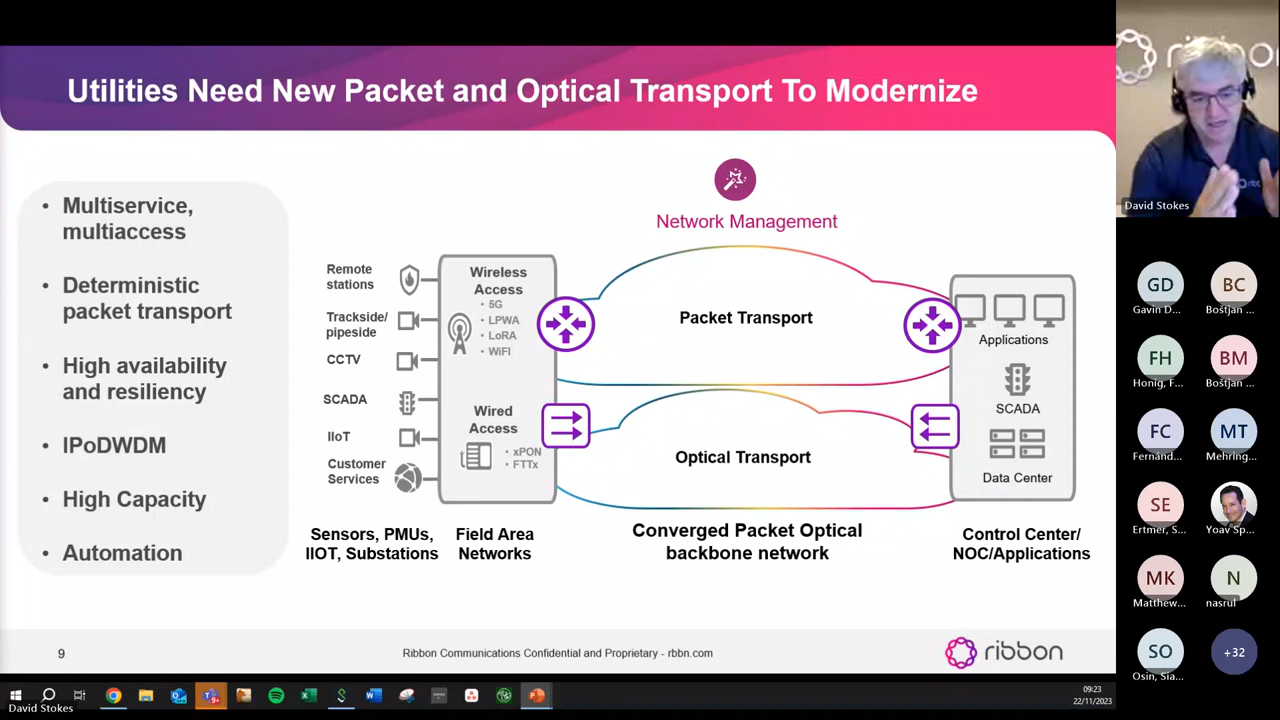 Utilities Need New Packet and Optical Transport To Modernize
• Multiservice,
multiaccess
• Deterministic
packet transport
• High availability
and resiliency
• IPoDWDM
• High Capacity
• Automation
Network Management
Remote
stations
Trackside/
pipeside
CCTV
SCADA
IIoT
Customer
Services
Wireless
Access
• 5G
• LPWA
• LoRA
• WiFI
Wired
Access
• xPON
• FTTx
Packet Transport
Optical Transport
Applications
SCADA
Data Center
Sensors, PMUs,
IIOT, Substations
Field Area
Networks
Converged Packet Optical
backbone network
Control Center/
NOC/Applications
9
Ribbon Communications Confidential and Proprietary - rbbn.com
ribbon
ribbon
David Stokes
GD
Gavin D...
BC
Boštjan ...
FH
Honig, F...
BM
Boštjan ...
FC
Fernánd...
MT
Mehring...
SE
Ertmer, S...
Yoav Sp...
MK
Matthew...
N
nasrul
SO
Osin, Sia...
+32
09:23
22/11/2023
David Stokes